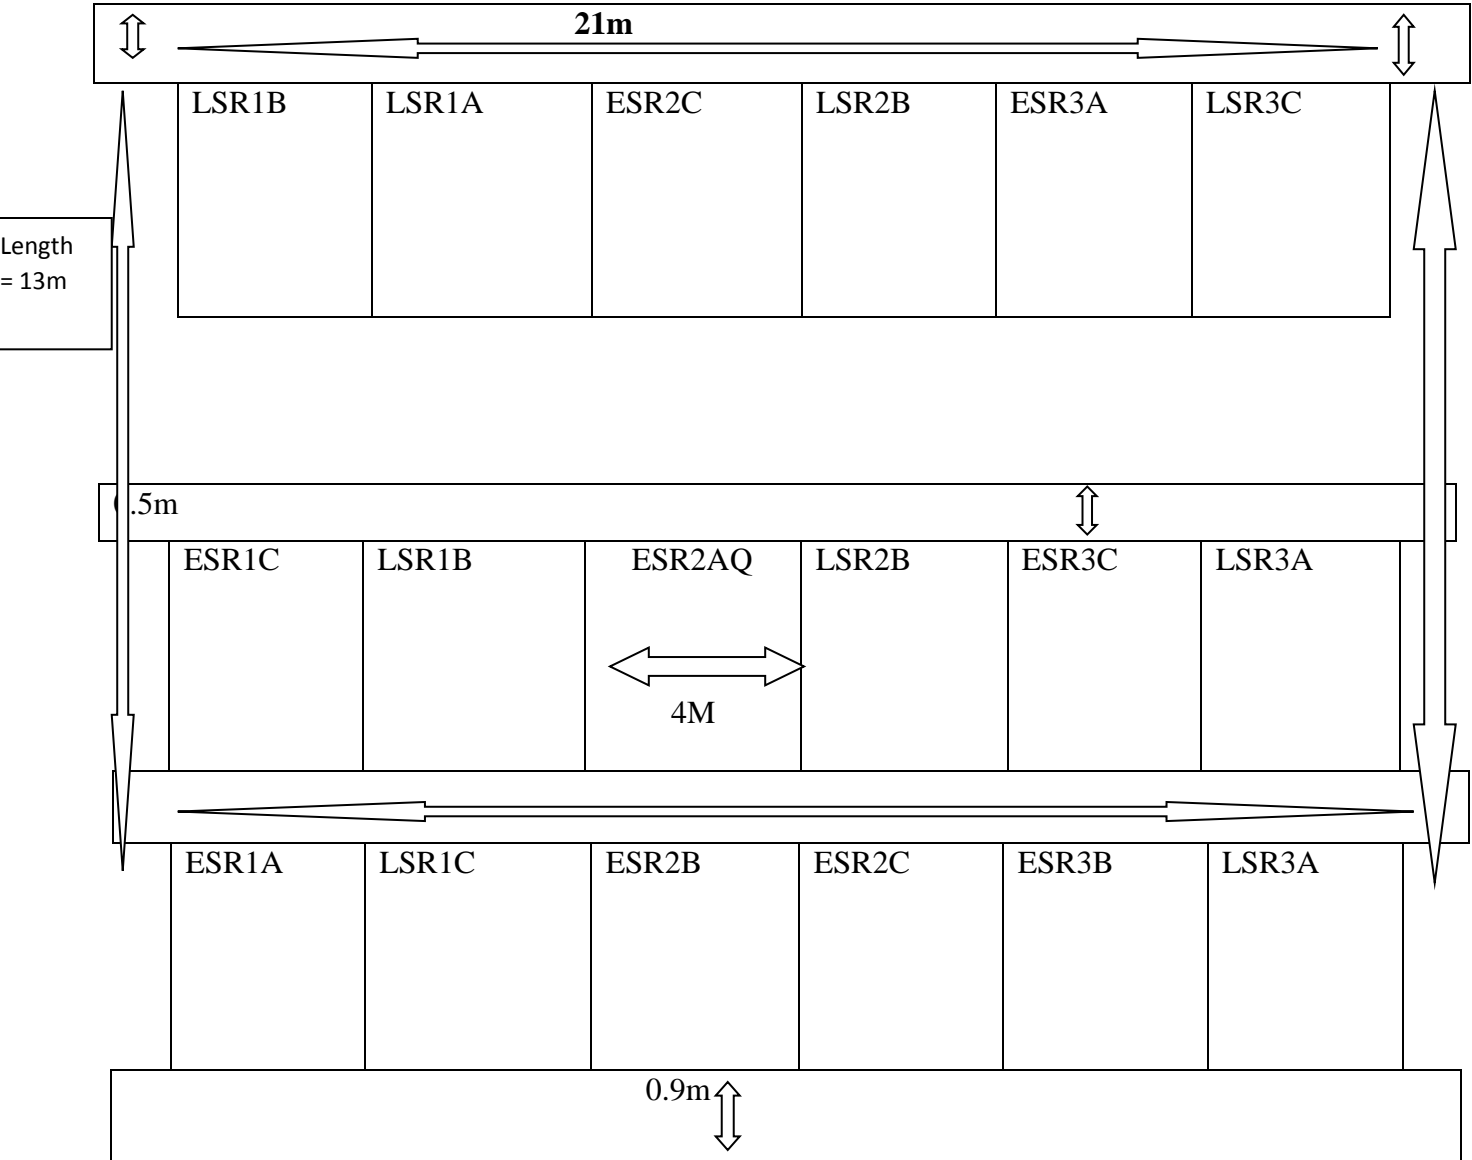 21m
LSR1B LSR1A ESR2C LSR2B ESR3A LSR3C
Length
= 13m
.5m
ESR1C LSR1B ESR2AQ LSR2B ESR3C LSR3A
4M
ESR1A LSR1C ESR2B ESR2C ESR3B LSR3A
0.9m